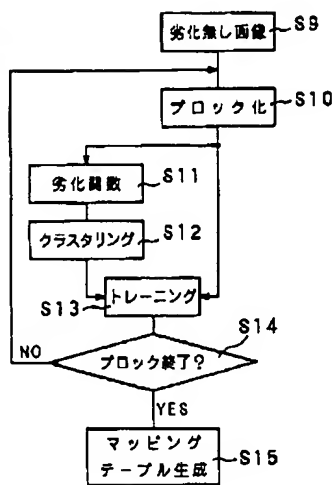 劣化無し画像
S9
ブロック化
S10
劣化関数
S11
クラスタリング
S12
トレーニング
S13
ブロック終了?
S14
NO
YES
マッピング
テーブル生成
S15